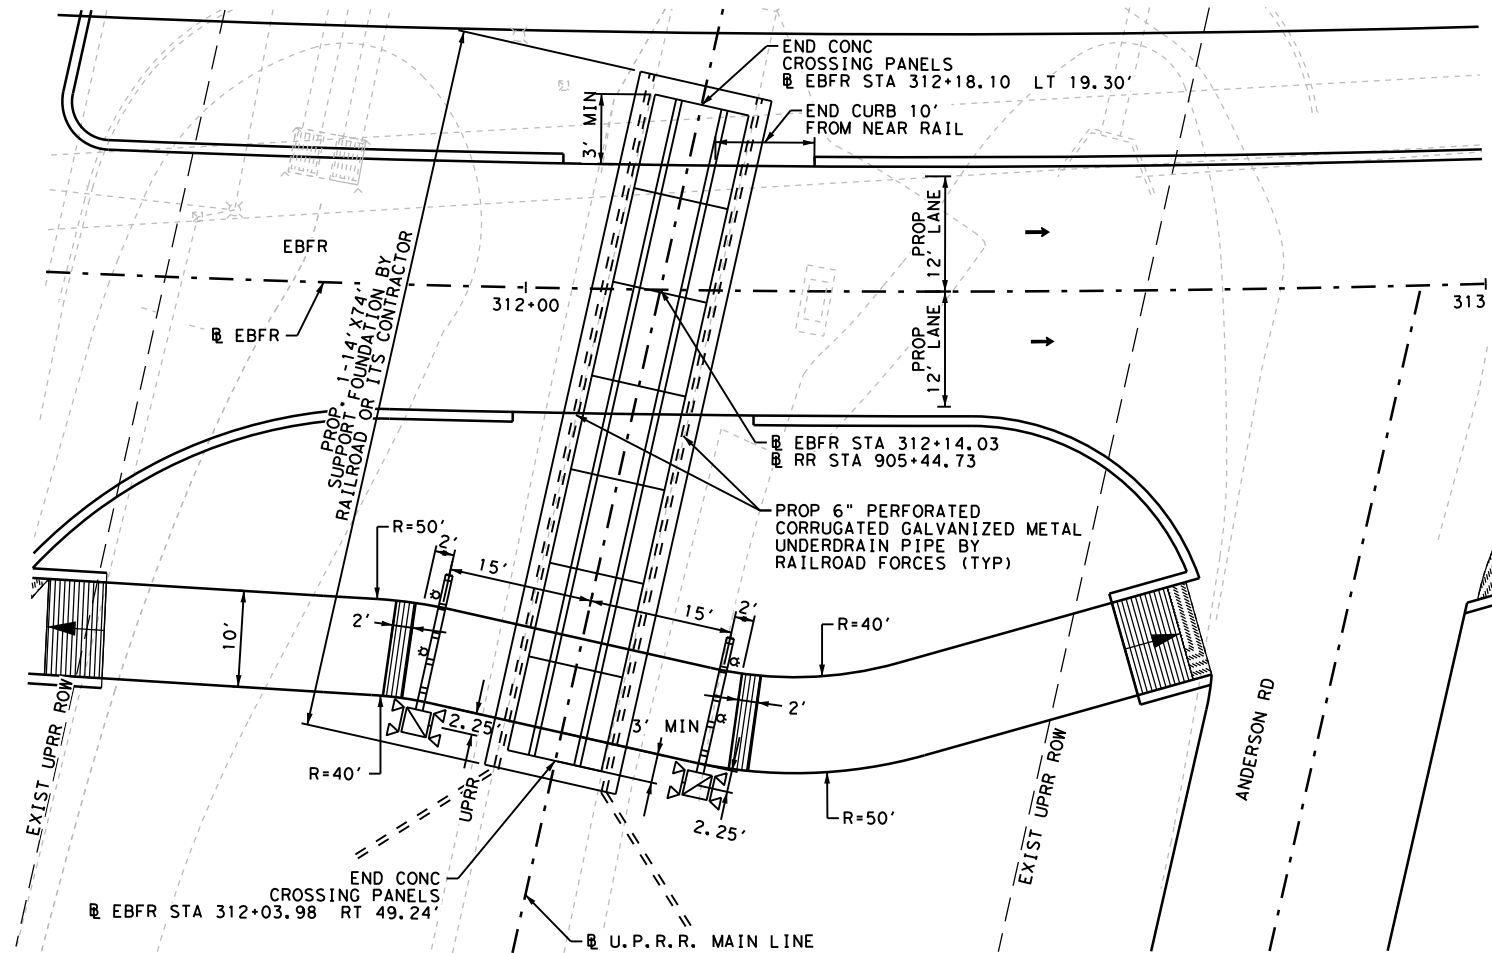 END CONC
CROSSING PANELS
℄ EBFR STA 312+18.10 LT 19.30'
END CURB 10'
FROM NEAR RAIL
3' MIN
PROP
12' LANE
EBFR
312+00
313
℄ EBFR
PROP
12' LANE
PROP. 1-14'X74'
SUPPORT FOUNDATION BY
RAILROAD OR ITS CONTRACTOR
℄ EBFR STA 312+14.03
℄ RR STA 905+44.73
PROP 6" PERFORATED
CORRUGATED GALVANIZED METAL
UNDERDRAIN PIPE BY
RAILROAD FORCES (TYP)
R=50'
2'
15'
15'
2'
2'
R=40'
10'
2'
2.25'
3' MIN
R=40'
UPRR
2.25'
R=50'
EXIST UPRR ROW
EXIST UPRR ROW
ANDERSON RD
END CONC
CROSSING PANELS
℄ EBFR STA 312+03.98 RT 49.24'
℄ U.P.R.R. MAIN LINE